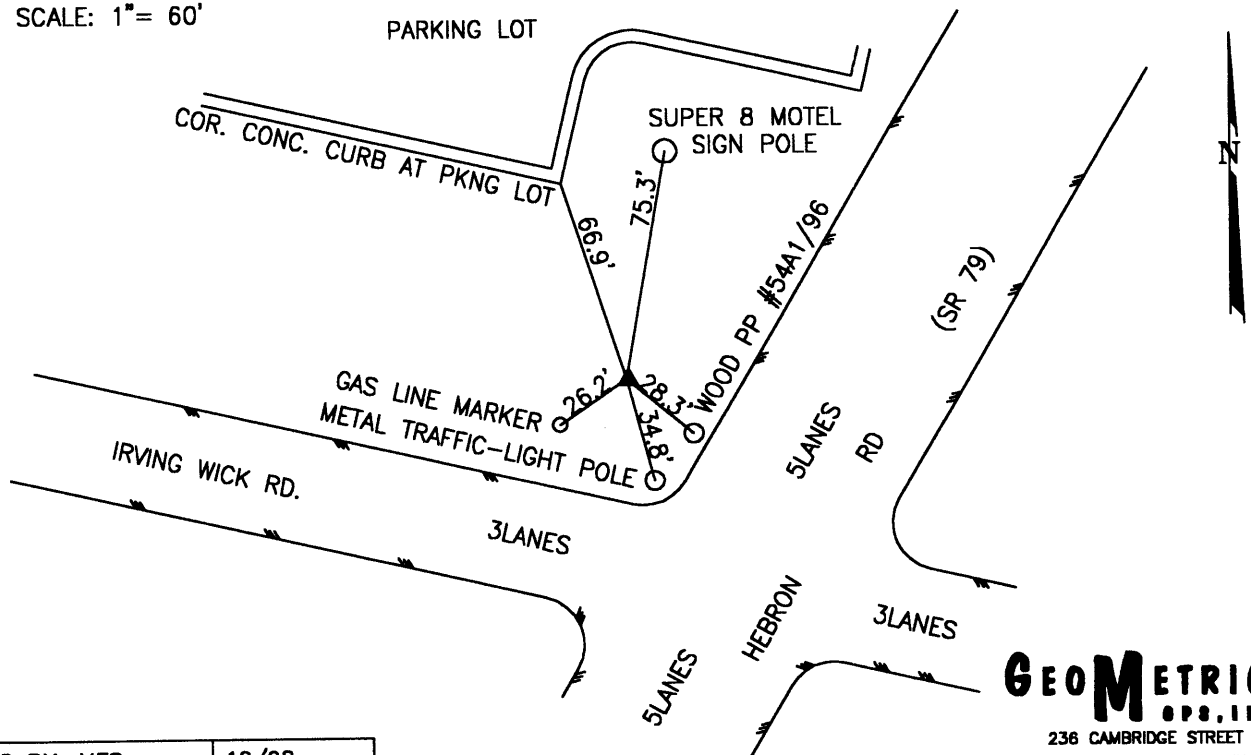 SCALE: 1"= 60'
PARKING LOT
COR. CONC. CURB AT PKNG LOT
SUPER 8 MOTEL
SIGN POLE
N
75.3'
66.9'
WOOD PP #54A1/96
(SR 79)
GAS LINE MARKER
26.2'
28.3'
METAL TRAFFIC-LIGHT POLE
34.8'
5LANES
RD
IRVING WICK RD.
3LANES
HEBRON
3LANES
5LANES
GPS,
236 CAMBRIDGE STREET
12/98